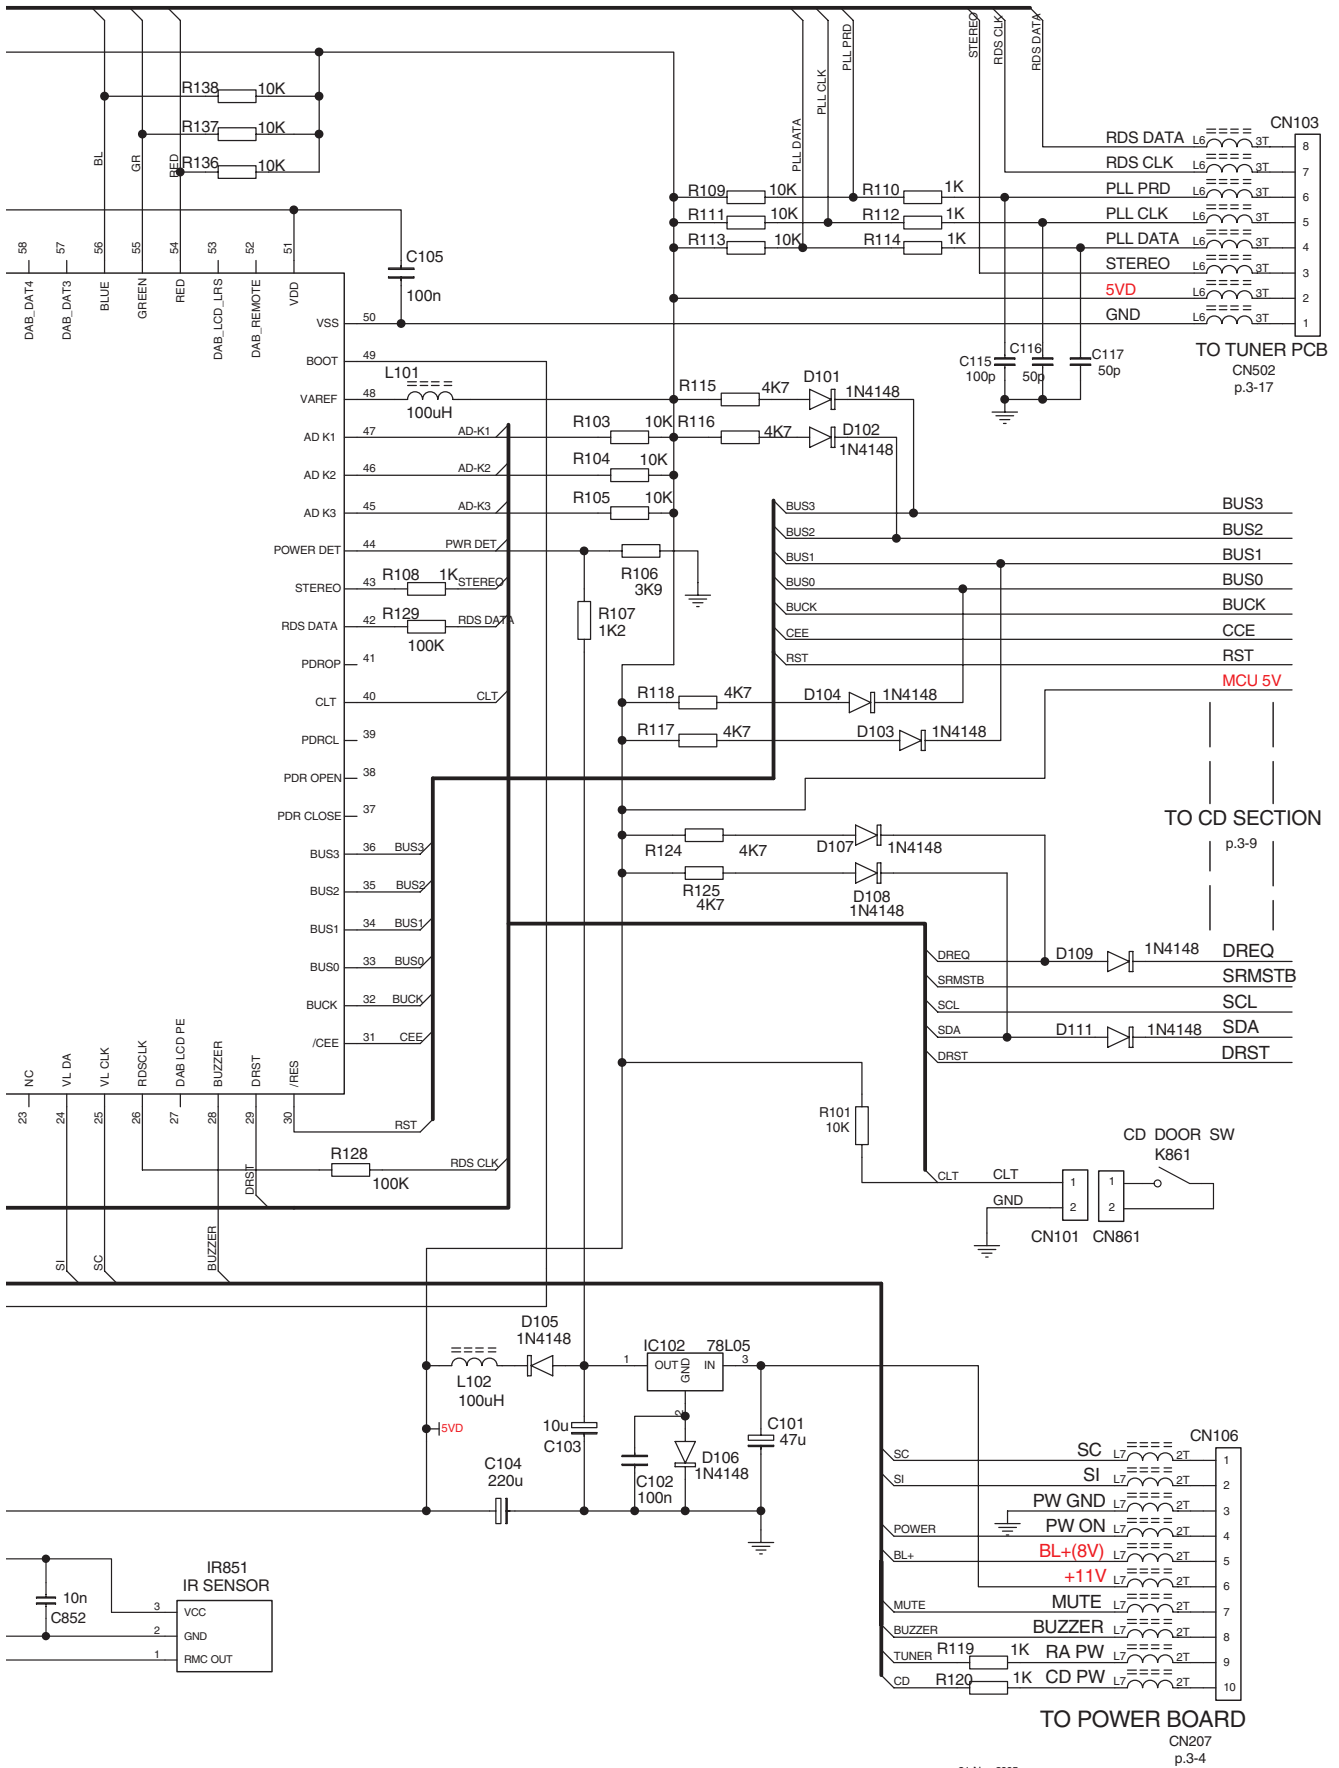 STEREO
RDS CLK
RDS DATA
PLL PRD
PLL CLK
PLL DATA
R138 10K
R137 10K
R136 10K
BL
GR
RED
CN103
RDS DATA L6 3T 8
RDS CLK L6 3T 7
R109 10K R110 1K PLL PRD L6 3T 6
R111 10K R112 1K PLL CLK L6 3T 5
R113 10K R114 1K PLL DATA L6 3T 4
STEREO L6 3T 3
5VD L6 3T 2
GND L6 3T 1
TO TUNER PCB
CN502
p.3-17
58 57 56 55 54 53 52 51
DAB_DAT4
DAB_DAT3
BLUE
GREEN
RED
DAB_LCD_LRS
DAB_REMOTE
VDD
C105
100n
C115
100p
C116
50p
C117
50p
VSS 50
BOOT 49
L101
VAREF 48
100uH
R115 4K7 D101 1N4148
AD K1 47 AD-K1 R103 10K R116 4K7 D102
1N4148
AD K2 46 AD-K2 R104 10K
AD K3 45 AD-K3 R105 10K
POWER DET 44 PWR DET
R106
3K9
STEREO 43 R108 1K STEREO
R107
1K2
RDS DATA 42 R129 RDS DATA
100K
PDROP 41
CLT 40 CLT
PDRCL 39
PDR OPEN 38
PDR CLOSE 37
BUS3 36 BUS3
BUS2 35 BUS2
BUS1 34 BUS1
BUS0 33 BUS0
BUCK 32 BUCK
/CEE 31 CEE
BUS3 BUS3
BUS2 BUS2
BUS1 BUS1
BUS0 BUS0
BUCK BUCK
CEE CCE
RST RST
MCU 5V
R118 4K7 D104 1N4148
R117 4K7 D103 1N4148
TO CD SECTION
p.3-9
R124 4K7 D107 1N4148
R125
4K7
D108
1N4148
DREQ D109 1N4148 DREQ
SRMSTB SRMSTB
SCL SCL
SDA D111 1N4148 SDA
DRST DRST
NC
VL DA
VL CLK
RDSCLK
DAB LCD PE
BUZZER
DRST
/RES
23 24 25 26 27 28 29 30
RST
R128
100K
RDS CLK
DRST
BUZZER
SI
SC
R101
10K
CD DOOR SW
K861
CLT CLT 1 1
GND 2 2
CN101 CN861
D105
1N4148
L102
100uH
5VD
IC102 78L05
1 OUT GND IN 3
2
10u
C103
C104
220u
C102
100n
D106
1N4148
C101
47u
CN106
SC SC L7 2T 1
SI SI L7 2T 2
PW GND L7 2T 3
POWER PW ON L7 2T 4
BL+ BL+(8V) L7 2T 5
+11V L7 2T 6
MUTE MUTE L7 2T 7
BUZZER BUZZER L7 2T 8
TUNER R119 1K RA PW L7 2T 9
CD R120 1K CD PW L7 2T 10
TO POWER BOARD
CN207
p.3-4
IR851
IR SENSOR
10n
C852
3 VCC
2 GND
1 RMC OUT